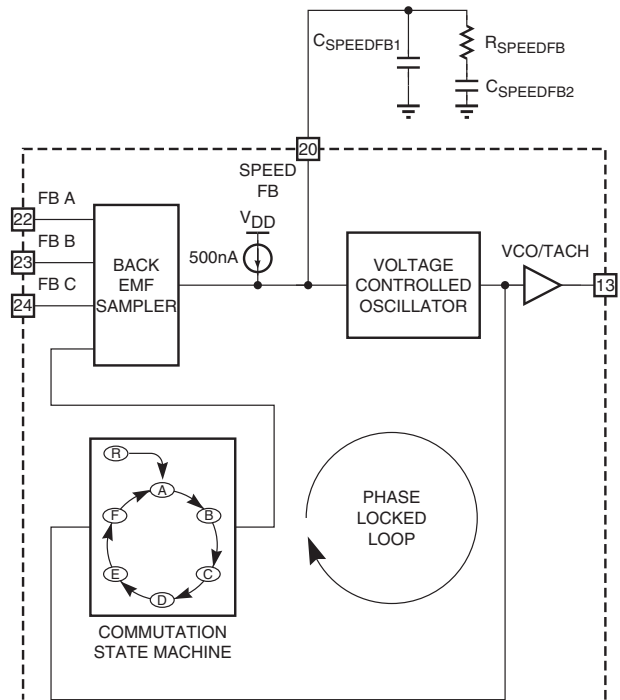 CSPEEDFB1
RSPEEDFB
CSPEEDFB2
20
SPEED
FB
22
FB A
23
FB B
24
FB C
BACK
EMF
SAMPLER
VDD
500nA
VOLTAGE
CONTROLLED
OSCILLATOR
VCO/TACH
13
R
A
B
C
D
E
F
COMMUTATION
STATE MACHINE
PHASE
LOCKED
LOOP